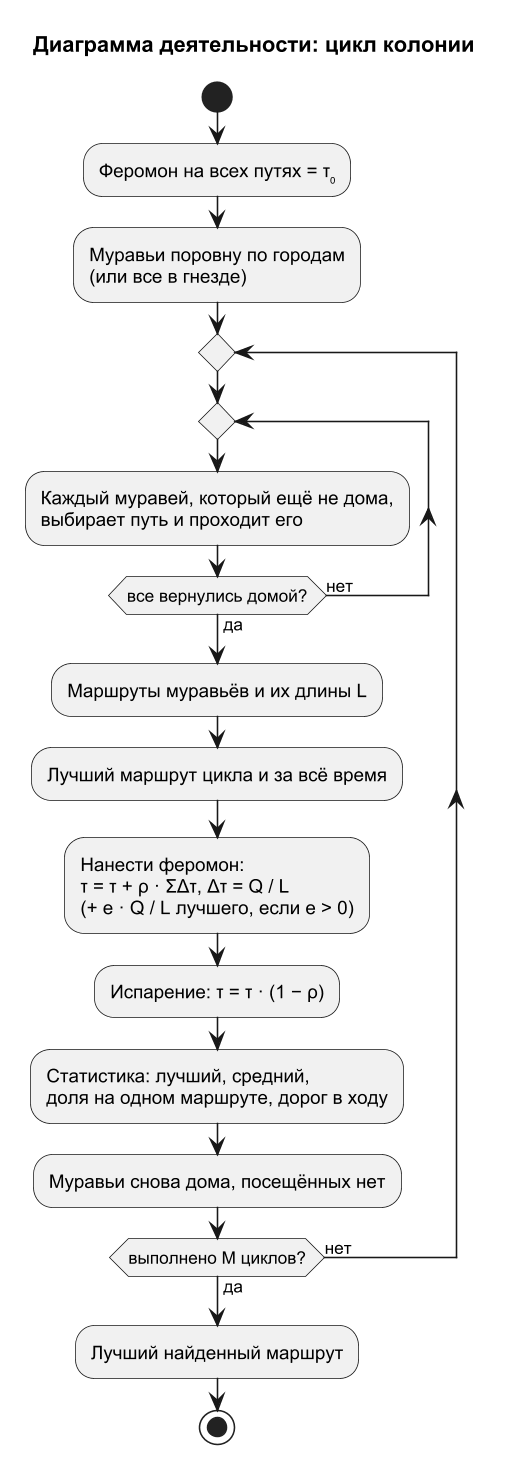 Диаграмма деятельности: цикл колонии
Феромон на всех путях = τ₀
Муравьи поровну по городам
(или все в гнезде)
Каждый муравей, который ещё не дома,
выбирает путь и проходит его
все вернулись домой?
нет
да
Маршруты муравьёв и их длины L
Лучший маршрут цикла и за всё время
Нанести феромон:
τ = τ + ρ · ΣΔτ, Δτ = Q / L
(+ e · Q / L лучшего, если e > 0)
Испарение: τ = τ · (1 − ρ)
Статистика: лучший, средний,
доля на одном маршруте, дорог в ходу
Муравьи снова дома, посещённых нет
выполнено M циклов?
нет
да
Лучший найденный маршрут